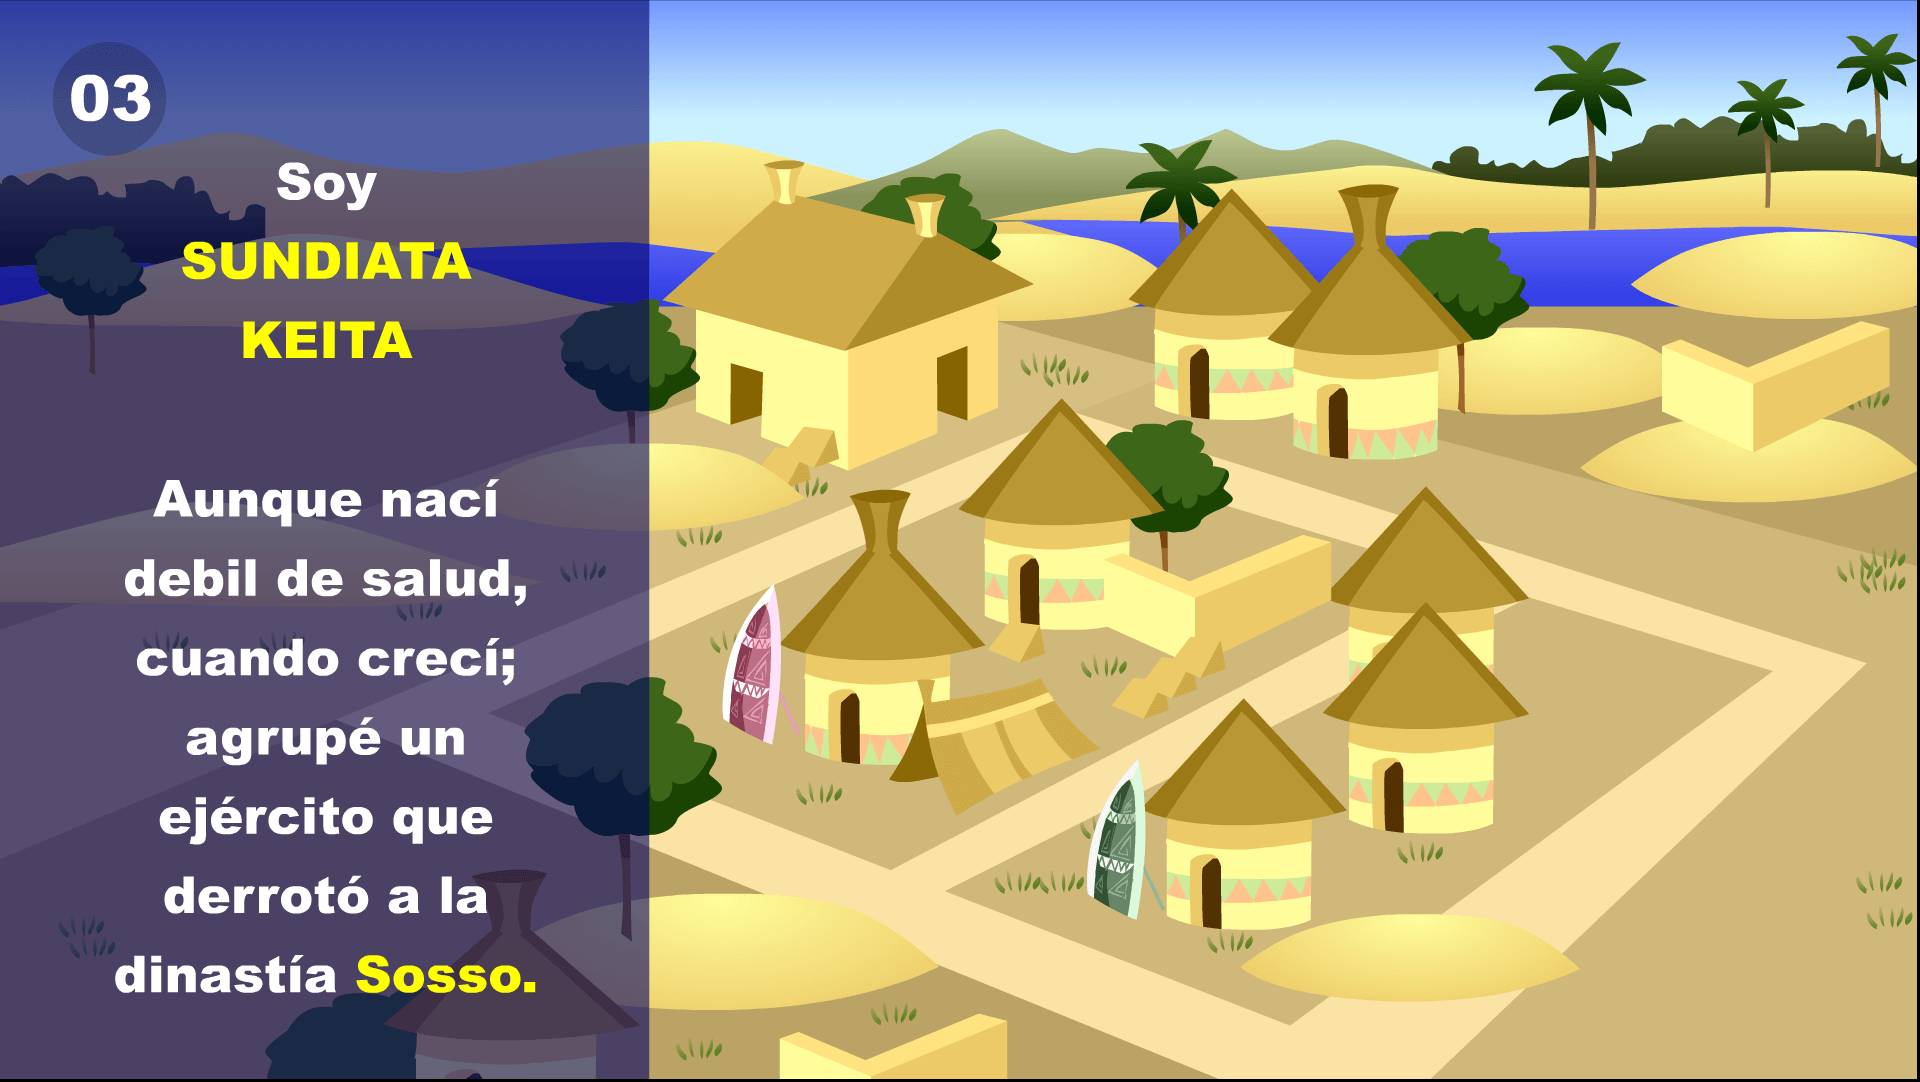 03
Soy
SUNDIATA
KEITA
Aunque nací
debil de salud,
cuando crecí;
agrupé un
ejército que
derrotó a la
dinastía Sosso.